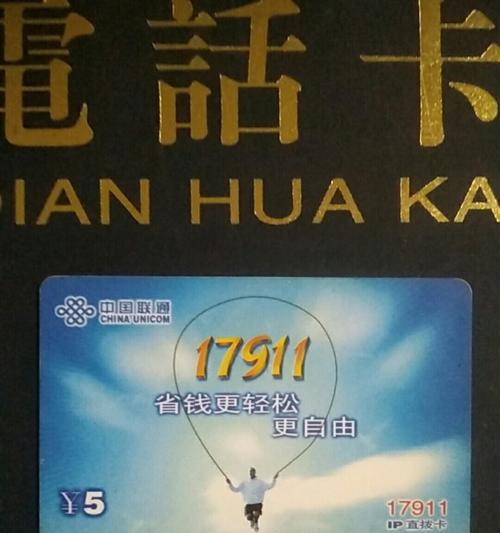 電話卡
DIAN HUA KA
中国联通
CHINA UNICOM
17911
省钱更轻松
更自由
¥5
17911
IP直拨卡